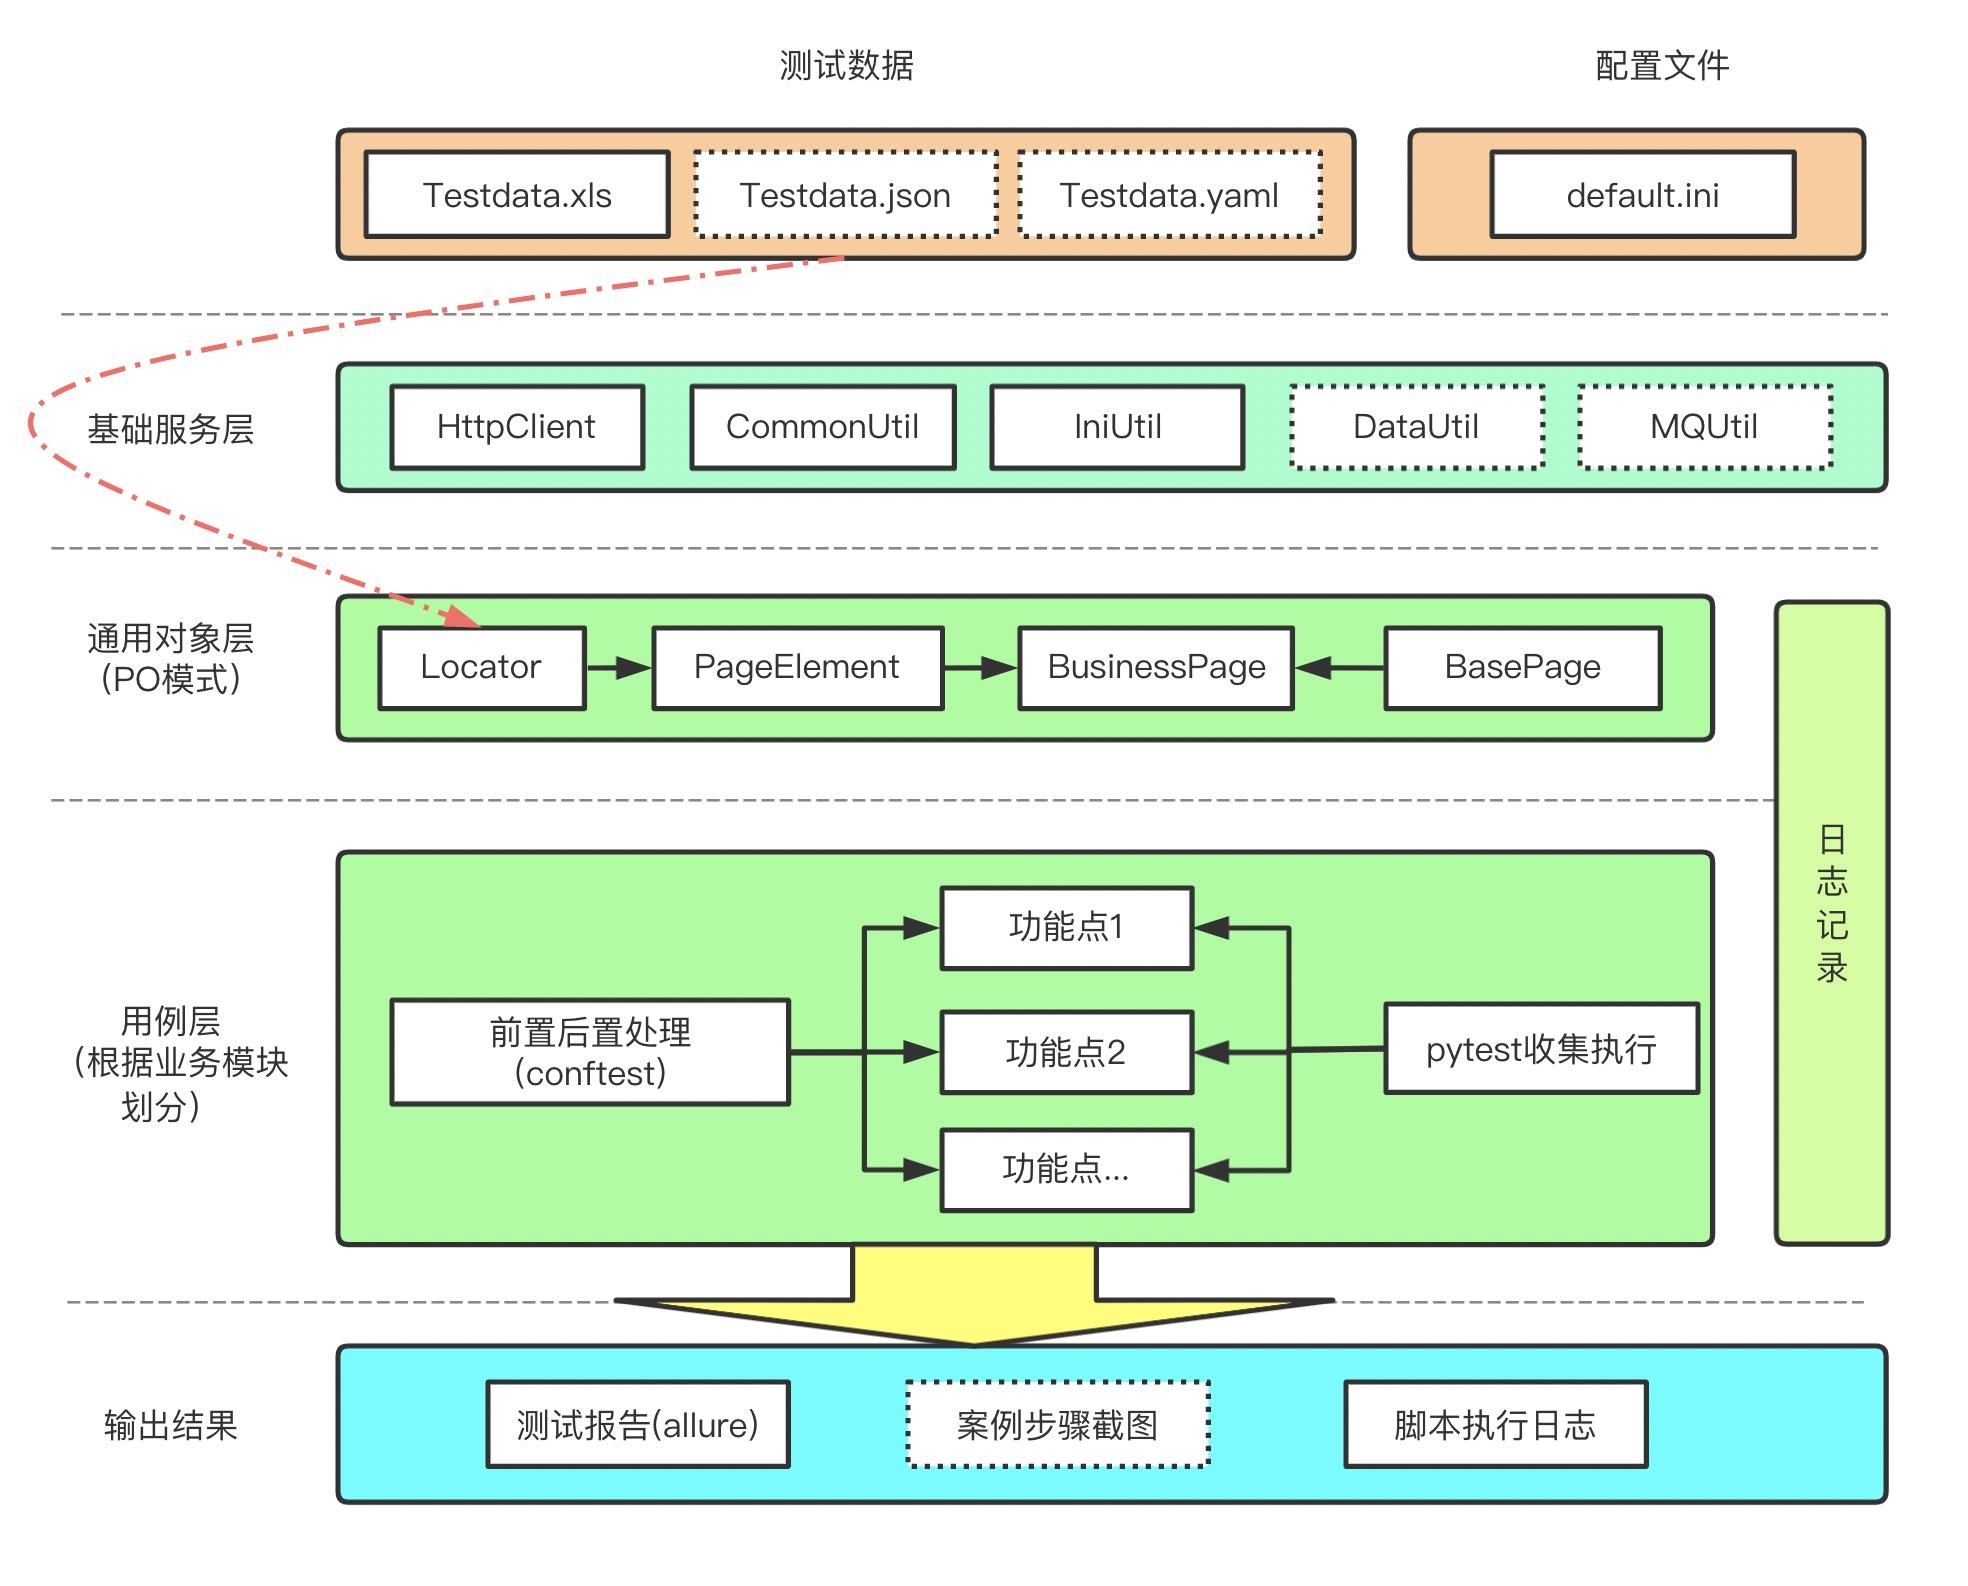 测试数据
配置文件
Testdata.xls
Testdata.json
Testdata.yaml
default.ini
基础服务层
HttpClient
CommonUtil
IniUtil
DataUtil
MQUtil
通用对象层
(PO模式)
Locator
PageElement
BusinessPage
BasePage
日
志
记
录
用例层
(根据业务模块
划分)
前置后置处理
(conftest)
功能点1
功能点2
功能点...
pytest收集执行
输出结果
测试报告(allure)
案例步骤截图
脚本执行日志